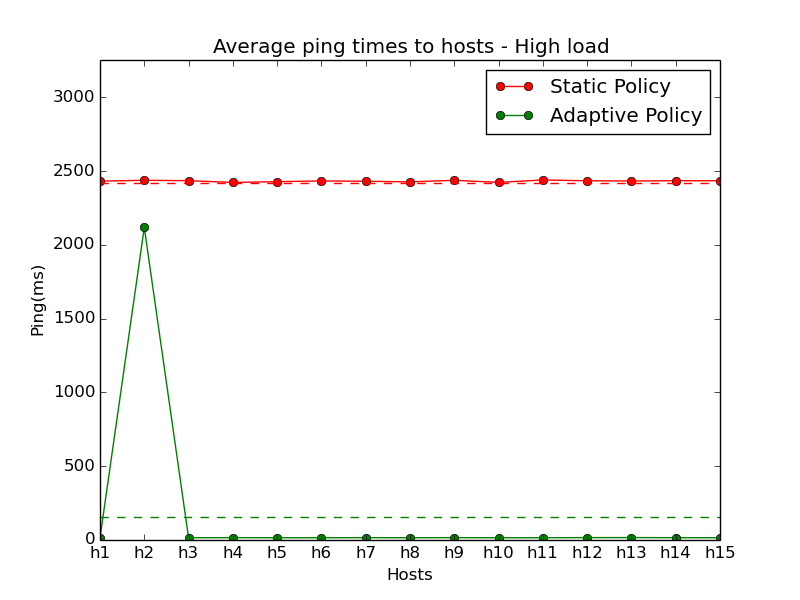 Average ping times to hosts - High load
Static Policy
Adaptive Policy
3000
2500
2000
1500
1000
500
0
Ping(ms)
h1 h2 h3 h4 h5 h6 h7 h8 h9 h10 h11 h12 h13 h14 h15
Hosts